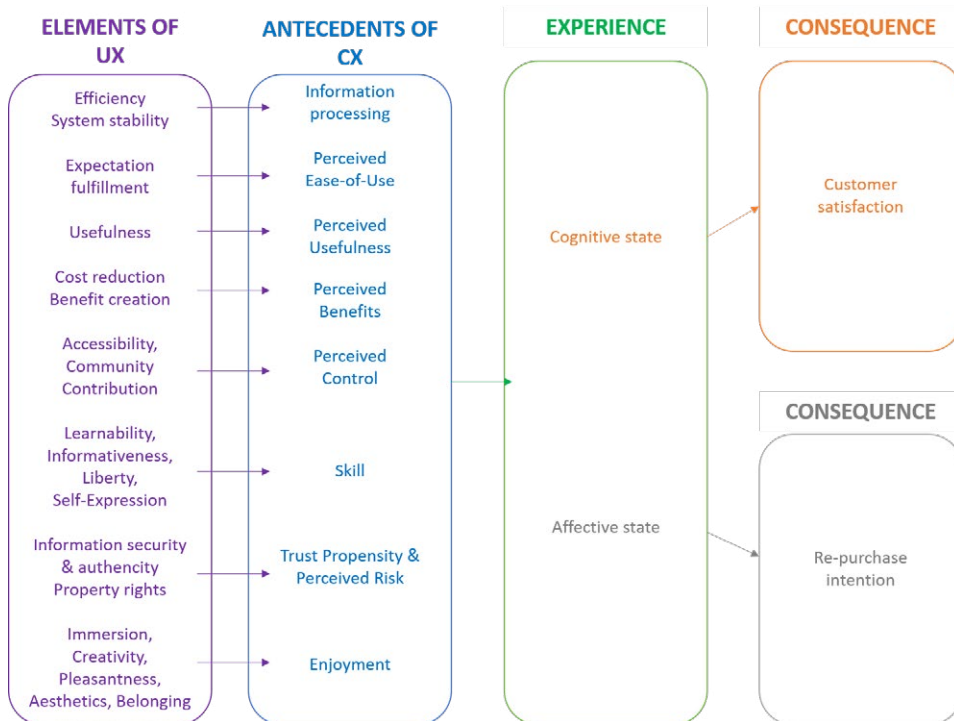 ELEMENTS OF
UX
ANTECEDENTS OF
CX
EXPERIENCE
CONSEQUENCE
Efficiency
System stability
Information
processing
Expectation
fulfillment
Perceived
Ease-of-Use
Usefulness
Perceived
Usefulness
Cost reduction
Benefit creation
Perceived
Benefits
Accessibility,
Community
Contribution
Perceived
Control
Learnability,
Informativeness,
Liberty,
Self-Expression
Skill
Information security
& authencity
Property rights
Trust Propensity &
Perceived Risk
Immersion,
Creativity,
Pleasantness,
Aesthetics, Belonging
Enjoyment
Cognitive state
Affective state
Customer
satisfaction
CONSEQUENCE
Re-purchase
intention